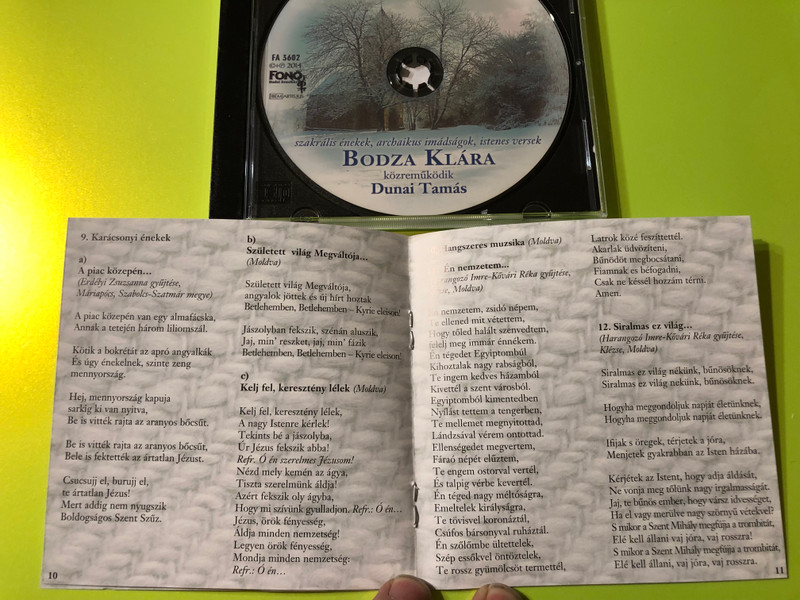 FA 3602
2014
FONÓ
szakrális énekek, archaikus imádságok, istenes versek
BODZA KLÁRA
közreműködik
Dunai Tamás
9. Karácsonyi énekek
a)
A piac közepén…
(Erdélyi Zsuzsanna gyűjtése,
Máriapócs, Szabolcs-Szatmár megye)
A piac közepén van egy almafácska,
Annak a tetején három liliomszál.
Kötik a bokrétát az apró angyalkák
És úgy énekelnek, szinte zeng
mennyország.
Hej, mennyország kapuja
sarkig ki van nyitva,
Be is vitték rajta az aranyos bőcsűt.
Be is vitték rajta az aranyos bőcsűt,
Bele is fektették az ártatlan Jézust.
Csucsujj el, burujj el,
te ártatlan Jézus!
Mert addig nem nyugszik
Boldogságos Szent Szűz.
10
b)
Született világ Megváltója…
(Moldva)
Született világ Megváltója,
angyalok jöttek és új hírt hoztak
Betlehemben, Betlehemben – Kyrie eleison!
Jászolyban fekszik, szénán aluszik,
Jaj, min' reszket, jaj, min' fázik
Betlehemben, Betlehemben – Kyrie eleison!
c)
Kelj fel, keresztény lélek (Moldva)
Kelj fel, keresztény lélek,
A nagy Istenre kérlek!
Tekints bé a jászolyba,
Úr Jézus fekszik abba!
Refr. Ó én szerelmes Jézusom!
Nézd mely kemén az ágya,
Tiszta szerelmünk áldja!
Azért fekszik oly ágyba,
Hogy mi szívünk gyulladjon. Refr.: Ó én…
Jézus, örök fényesség,
Áldja minden nemzetség!
Legyen örök fényesség,
Mondja minden nemzetség:
Refr.: Ó én…
langszeres muzsika (Moldva)
Én nemzetem…
Imre-Kővári Réka gyűjtése,
Moldva)
nemzetem, zsidó népem,
ellened mit vétettem,
Hogy tőled halált szenvedtem,
felelj meg immár énnékem.
Én tégedet Egyiptombúl
Kihoztalak nagy rabságból,
Te ingem kedves házamból
Kivettél a szent városból.
Egyiptomból kimentedben
Nyílást tettem a tengerben,
Te mellemet megnyitottad,
Lándzsával vérem ontottad.
Ellenségedet megvertem,
Fáraó népét elűztem,
Te engem ostorval vertél,
És talpig vérbe kevertél.
Én téged nagy méltóságra,
Emeltelek királyságra,
Te tövisvel koronáztál,
Csúfos bársonyval ruháztál.
Én szőlőmbe ültettelek,
Szép essőkvel öntöztelek,
Te rossz gyümölcsöt termettél,
Latrok közé feszíttettél.
Akarlak üdvözíteni,
Bűnödöt megbocsátani,
Fiamnak es béfogadni,
Csak ne késsél hozzám térni.
Amen.
12. Siralmas ez világ…
(Harangozó Imre-Kővári Réka gyűjtése,
Klézse, Moldva)
Siralmas ez világ nékünk, bűnösöknek,
Siralmas ez világ nekünk, bűnösöknek.
Hogyha meggondoljuk napját életünknek,
Hogyha meggondoljuk napját életünknek.
Ifijak s öregek, térjetek a jóra,
Menjetek gyakrabban az Isten házába.
Kérjétek az Istent, hogy adja áldását,
Ne vonja meg tőlünk nagy irgalmasságát.
Jaj, te bűnös ember, hogy vársz idvességet,
Ha el vagy merülve nagy szörnyű vétekvel?
S mikor a Szent Mihály megfúja a trombitát,
Elé kell állani, vaj jóra, vaj rosszra!
S mikor a Szent Mihály megfúja a trombitát,
Elé kell állani, vaj jóra, vaj rosszra.
11